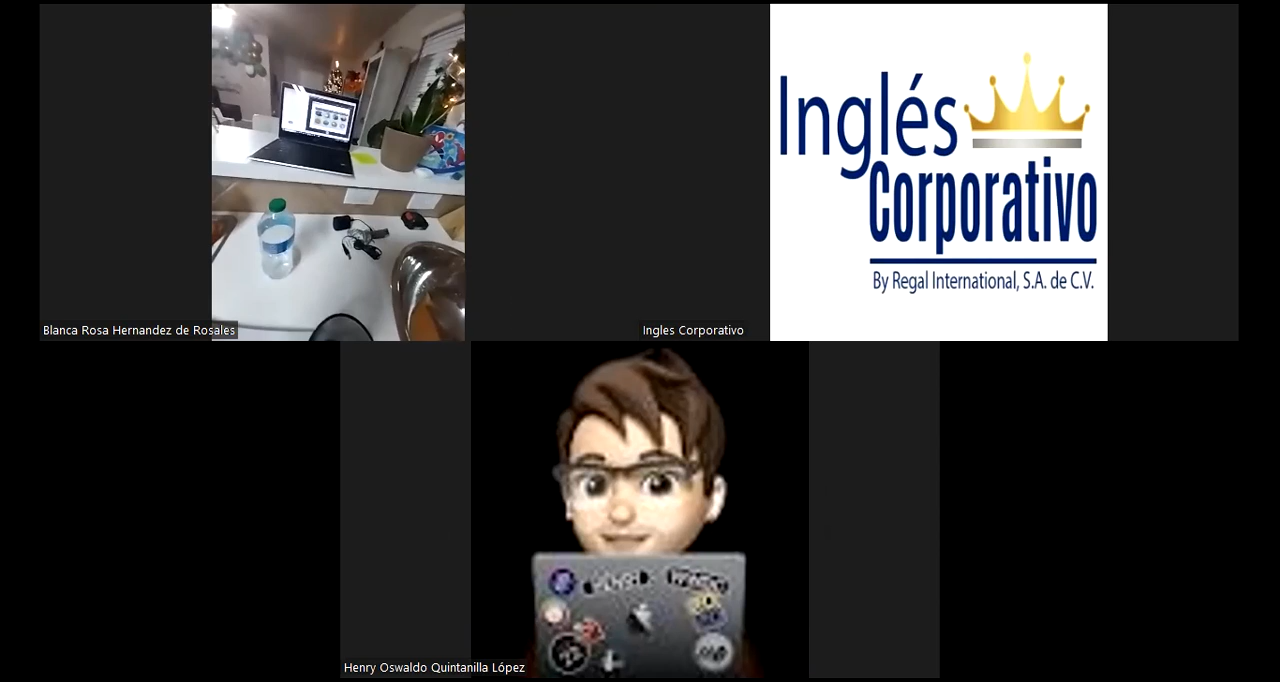 Inglés
Corporativo
By Regal International, S.A. de C.V.
Blanca Rosa Hernandez de Rosales
Ingles Corporativo
Henry Oswaldo Quintanilla López